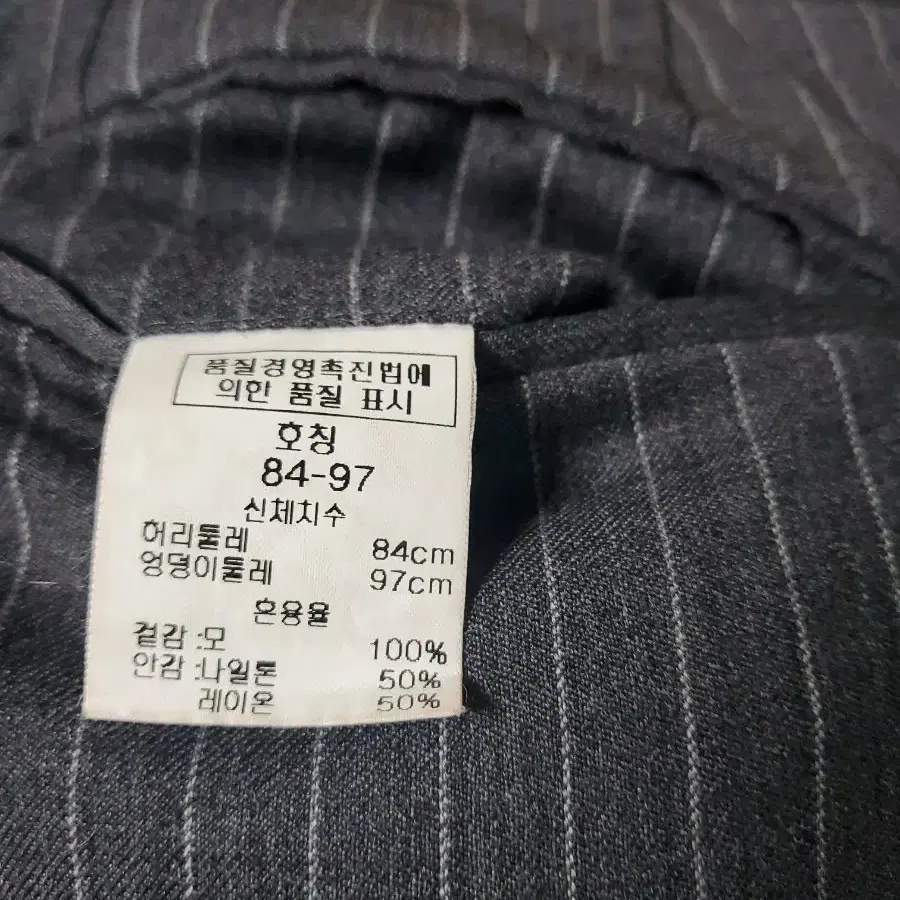 품질경영촉진법에
의한 품질 표시
호칭
84-97
신체치수
허리둘레 84cm
엉덩이둘레 97cm
혼용율
겉감 :모 100%
안감 :나일론 50%
레이온 50%